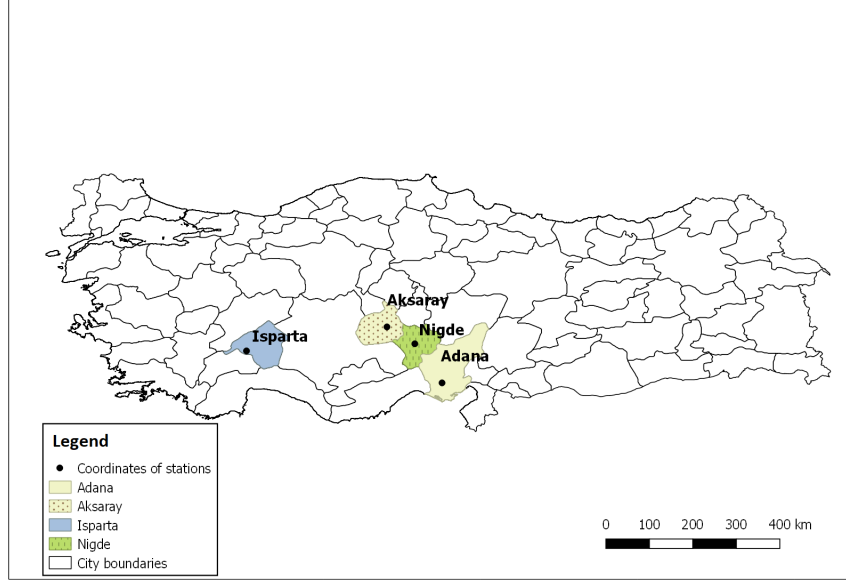 Aksaray
Nigde
Isparta
Adana
Legend
Coordinates of stations
Adana
Aksaray
Isparta
Nigde
City boundaries
0 100 200 300 400 km